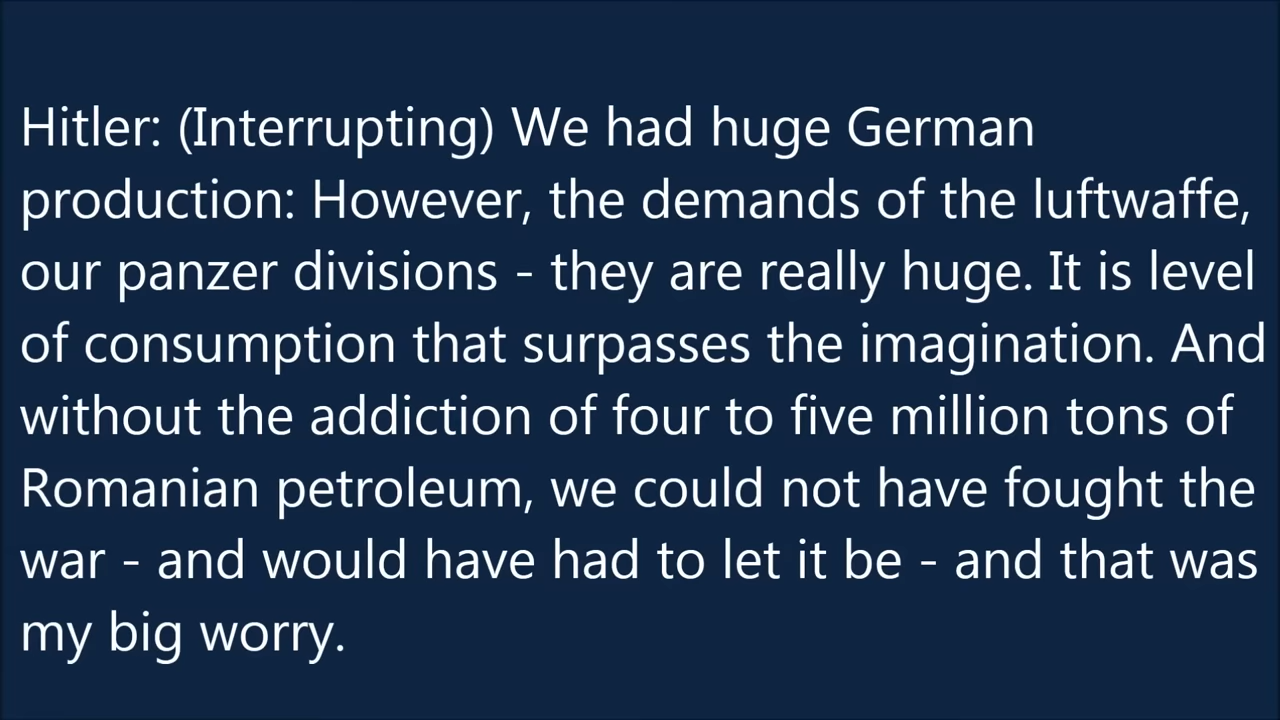 Hitler: (Interrupting) We had huge German
production: However, the demands of the luftwaffe,
our panzer divisions - they are really huge. It is level
of consumption that surpasses the imagination. And
without the addiction of four to five million tons of
Romanian petroleum, we could not have fought the
war - and would have had to let it be - and that was
my big worry.